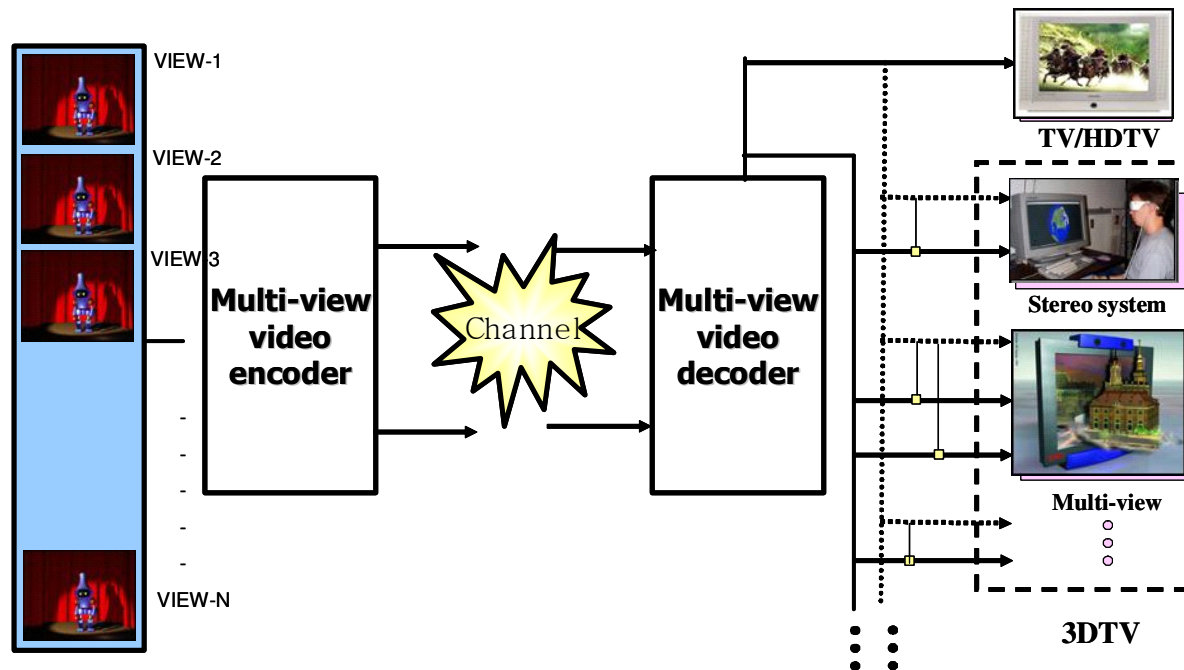 VIEW-1
VIEW-2
VIEW-3
VIEW-N
Multi-view
video
encoder
Channel
Multi-view
video
decoder
TV/HDTV
Stereo system
Multi-view
3DTV